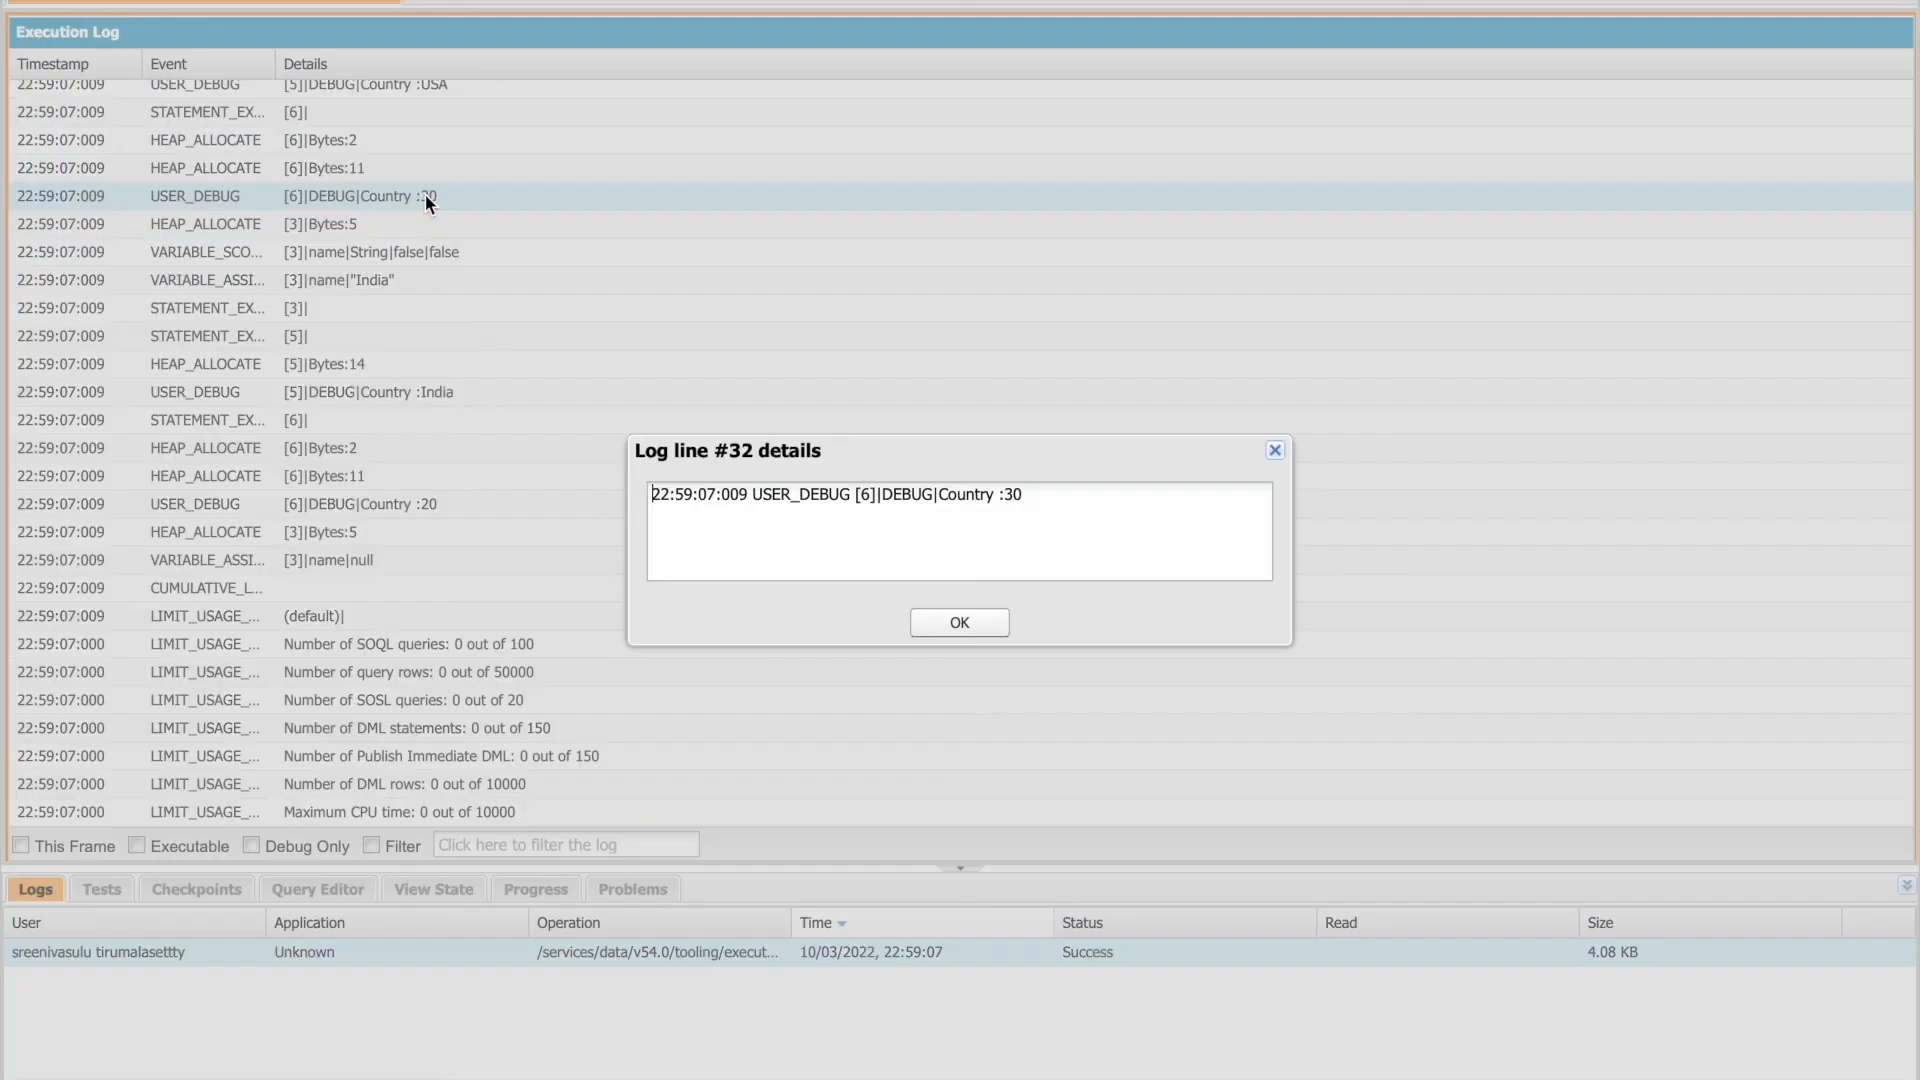 Execution Log
Timestamp Event Details
22:59:07:009 USER_DEBUG [5]|DEBUG|Country :USA
22:59:07:009 STATEMENT_EX... [6]|
22:59:07:009 HEAP_ALLOCATE [6]|Bytes:2
22:59:07:009 HEAP_ALLOCATE [6]|Bytes:11
22:59:07:009 USER_DEBUG [6]|DEBUG|Country :30
22:59:07:009 HEAP_ALLOCATE [3]|Bytes:5
22:59:07:009 VARIABLE_SCO... [3]|name|String|false|false
22:59:07:009 VARIABLE_ASSI... [3]|name|"India"
22:59:07:009 STATEMENT_EX... [3]|
22:59:07:009 STATEMENT_EX... [5]|
22:59:07:009 HEAP_ALLOCATE [5]|Bytes:14
22:59:07:009 USER_DEBUG [5]|DEBUG|Country :India
22:59:07:009 STATEMENT_EX... [6]|
22:59:07:009 HEAP_ALLOCATE [6]|Bytes:2
22:59:07:009 HEAP_ALLOCATE [6]|Bytes:11
22:59:07:009 USER_DEBUG [6]|DEBUG|Country :20
22:59:07:009 HEAP_ALLOCATE [3]|Bytes:5
22:59:07:009 VARIABLE_ASSI... [3]|name|null
22:59:07:009 CUMULATIVE_L...
22:59:07:009 LIMIT_USAGE_... (default)|
22:59:07:000 LIMIT_USAGE_... Number of SOQL queries: 0 out of 100
22:59:07:000 LIMIT_USAGE_... Number of query rows: 0 out of 50000
22:59:07:000 LIMIT_USAGE_... Number of SOSL queries: 0 out of 20
22:59:07:000 LIMIT_USAGE_... Number of DML statements: 0 out of 150
22:59:07:000 LIMIT_USAGE_... Number of Publish Immediate DML: 0 out of 150
22:59:07:000 LIMIT_USAGE_... Number of DML rows: 0 out of 10000
22:59:07:000 LIMIT_USAGE_... Maximum CPU time: 0 out of 10000
Log line #32 details
22:59:07:009 USER_DEBUG [6]|DEBUG|Country :30
OK
This Frame Executable Debug Only Filter Click here to filter the log
Logs Tests Checkpoints Query Editor View State Progress Problems
User Application Operation Time Status Read Size
sreenivasulu tirumalasettty Unknown /services/data/v54.0/tooling/execut... 10/03/2022, 22:59:07 Success 4.08 KB